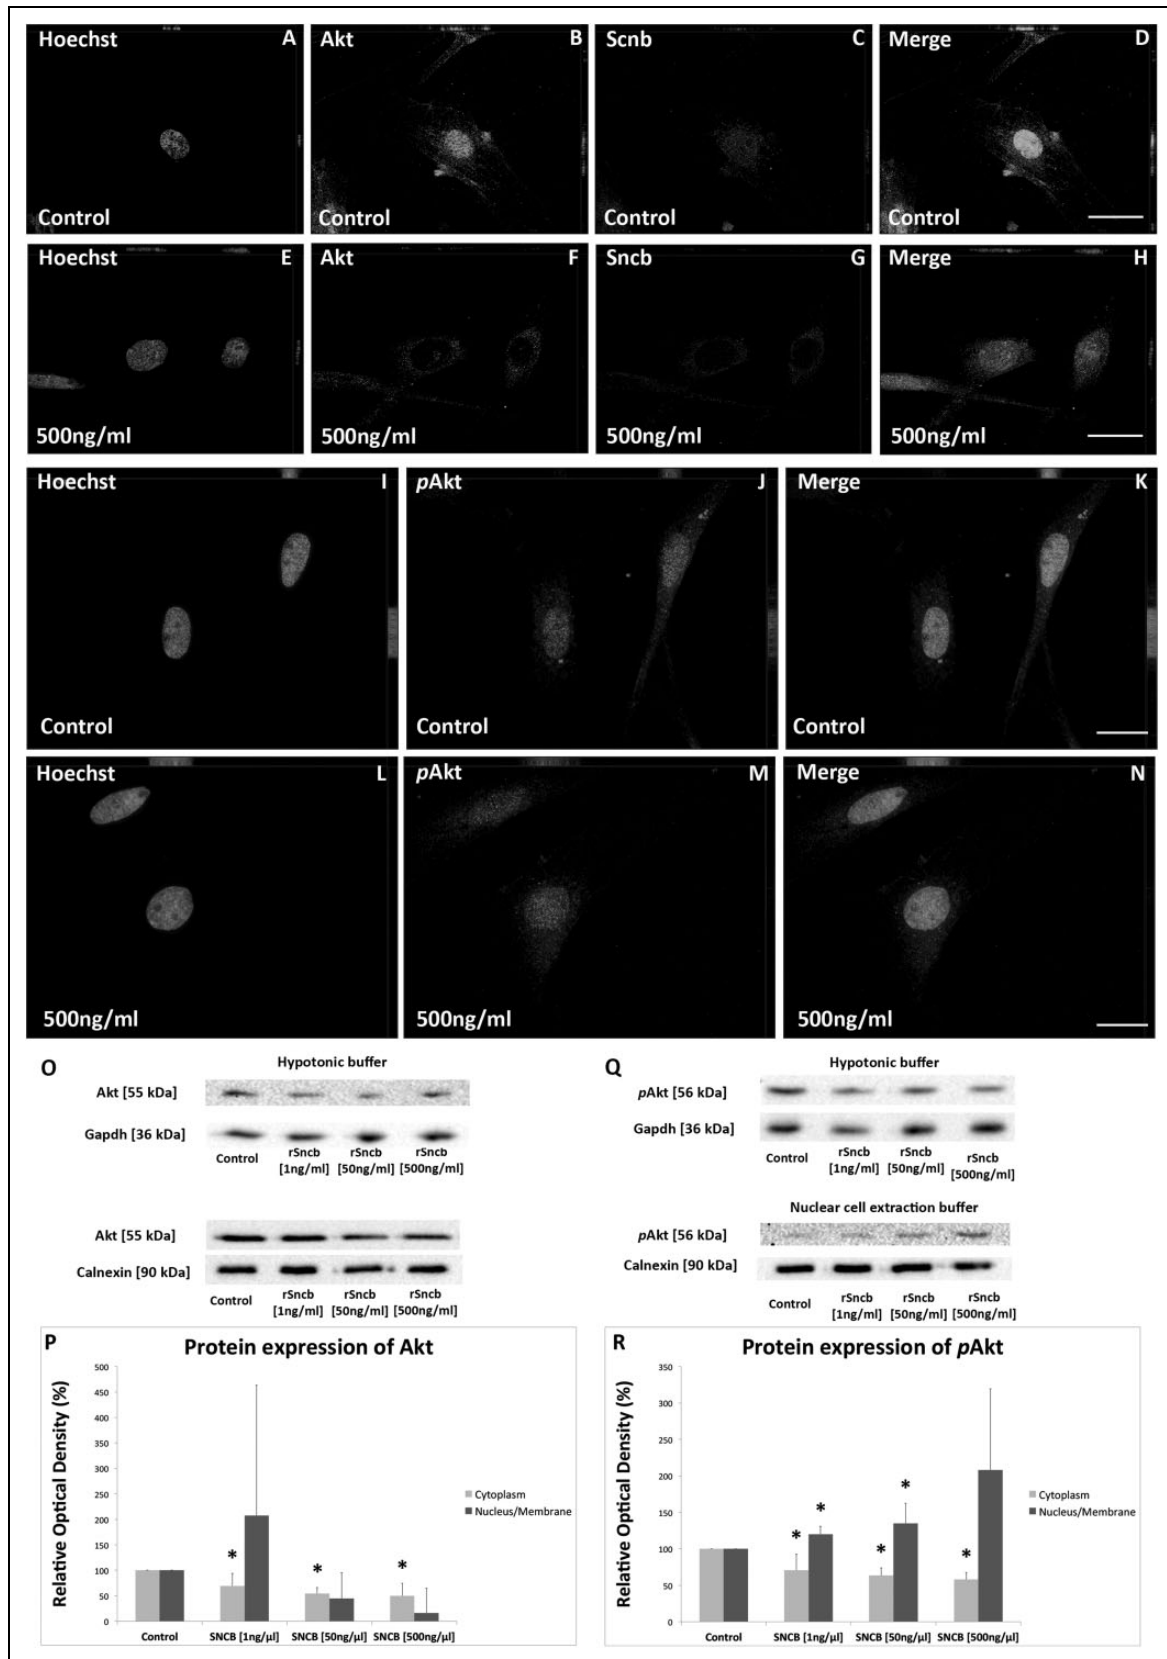 Hoechst A Akt B Scnb C Merge D
Control Control Control Control
Hoechst E Akt F Sncb G Merge H
500ng/ml 500ng/ml 500ng/ml 500ng/ml
Hoechst I pAkt J Merge K
Control Control Control
Hoechst L pAkt M Merge N
500ng/ml 500ng/ml 500ng/ml
O
Hypotonic buffer
Akt [55 kDa]
Gapdh [36 kDa]
Control rSncb rSncb rSncb
[1ng/ml] [50ng/ml] [500ng/ml]
Akt [55 kDa]
Calnexin [90 kDa]
Control rSncb rSncb rSncb
[1ng/ml] [50ng/ml] [500ng/ml]
Q
Hypotonic buffer
pAkt [56 kDa]
Gapdh [36 kDa]
Control rSncb rSncb rSncb
[1ng/ml] [50ng/ml] [500ng/ml]
Nuclear cell extraction buffer
pAkt [56 kDa]
Calnexin [90 kDa]
Control rSncb rSncb rSncb
[1ng/ml] [50ng/ml] [500ng/ml]
P Protein expression of Akt
Relative Optical Density (%)
500
450
400
350
300
250
200
150
100
50
0
* * *
Control SNCB [1ng/µl] SNCB [50ng/µl] SNCB [500ng/µl]
Cytoplasm
Nucleus/Membrane
R Protein expression of pAkt
Relative Optical Density (%)
350
300
250
200
150
100
50
0
* * * * *
Control SNCB [1ng/µl] SNCB [50ng/µl] SNCB [500ng/µl]
Cytoplasm
Nucleus/Membrane